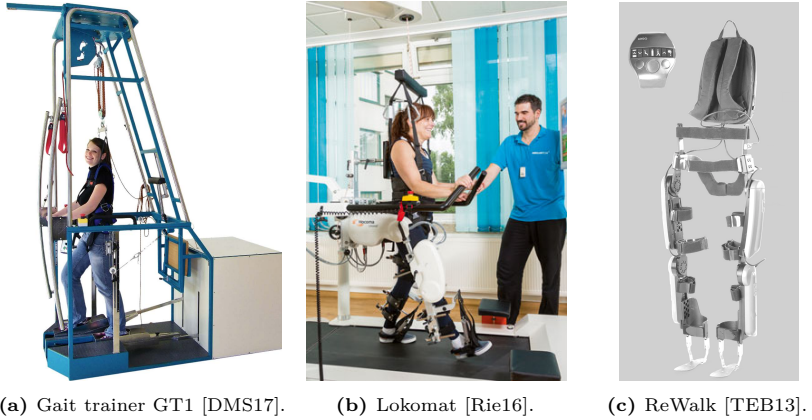 (a) Gait trainer GT1 [DMS17].
(b) Lokomat [Rie16].
(c) ReWalk [TEB13].